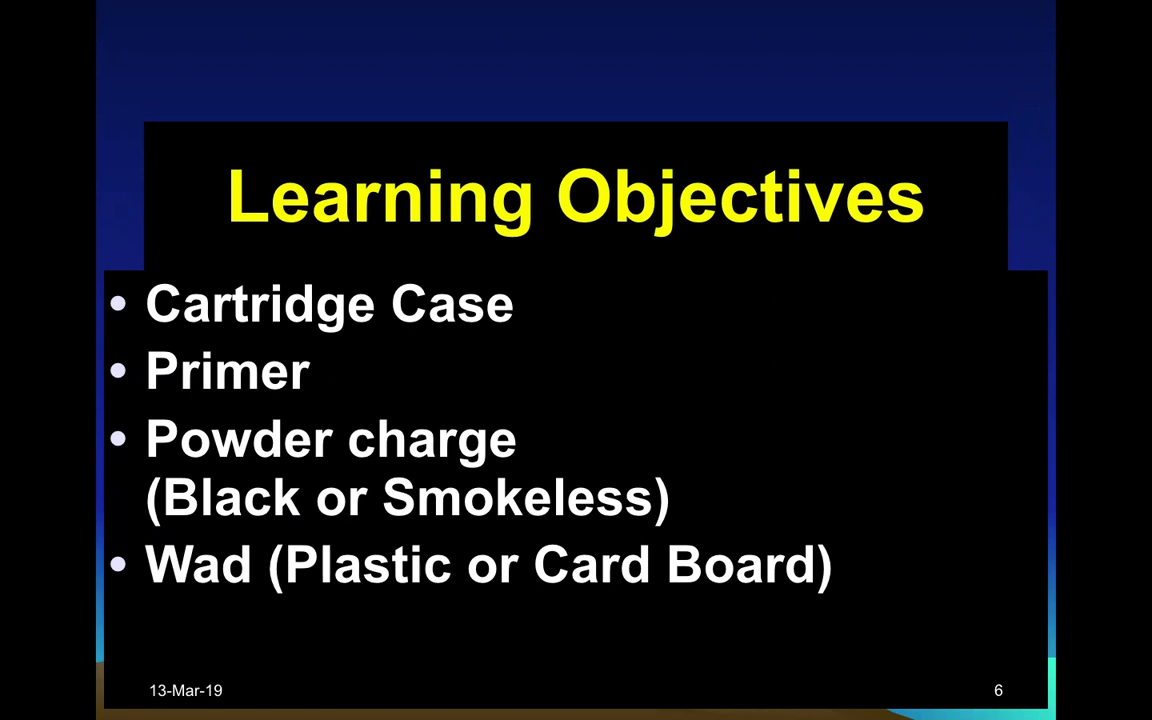 Learning Objectives
• Cartridge Case
• Primer
• Powder charge
(Black or Smokeless)
• Wad (Plastic or Card Board)
13-Mar-19
6